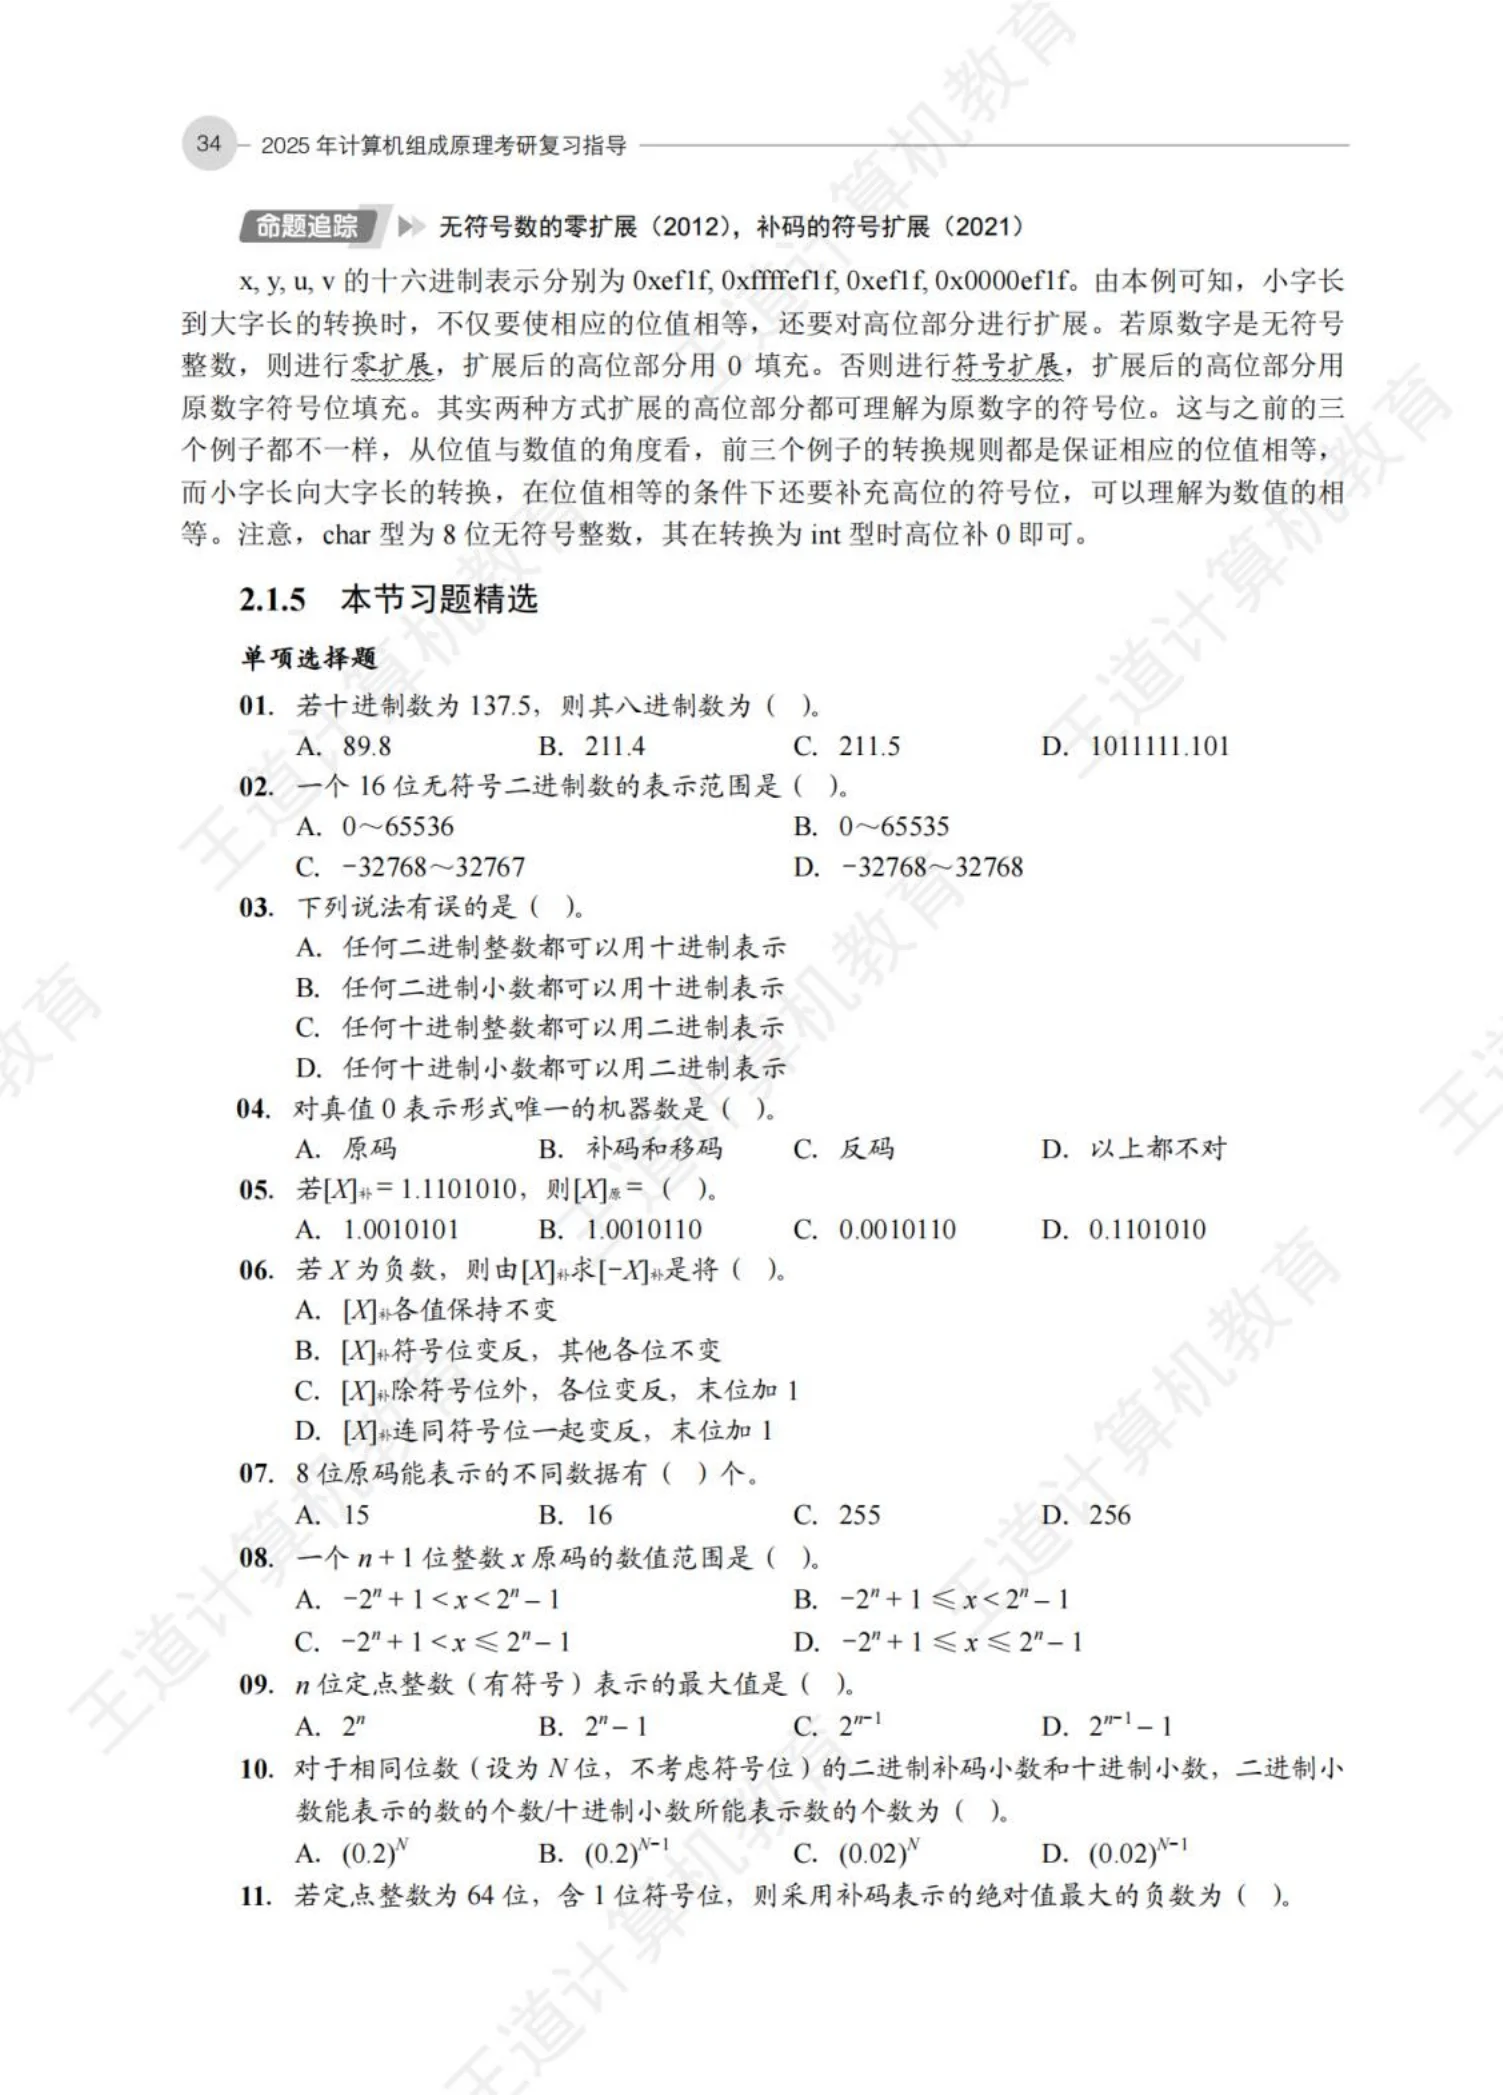 34 2025 年计算机组成原理考研复习指导
命题追踪 无符号数的零扩展（2012），补码的符号扩展（2021）
x, y, u, v 的十六进制表示分别为 0xef1f, 0xffffef1f, 0xef1f, 0x0000ef1f。由本例可知，小字长
到大字长的转换时，不仅要使相应的位值相等，还要对高位部分进行扩展。若原数字是无符号
整数，则进行零扩展，扩展后的高位部分用 0 填充。否则进行符号扩展，扩展后的高位部分用
原数字符号位填充。其实两种方式扩展的高位部分都可理解为原数字的符号位。这与之前的三
个例子都不一样，从位值与数值的角度看，前三个例子的转换规则都是保证相应的位值相等，
而小字长向大字长的转换，在位值相等的条件下还要补充高位的符号位，可以理解为数值的相
等。注意，char 型为 8 位无符号整数，其在转换为 int 型时高位补 0 即可。
2.1.5 本节习题精选
单项选择题
01. 若十进制数为 137.5，则其八进制数为（ ）。
A. 89.8 B. 211.4 C. 211.5 D. 1011111.101
02. 一个 16 位无符号二进制数的表示范围是（ ）。
A. 0～65536 B. 0～65535
C. -32768～32767 D. -32768～32768
03. 下列说法有误的是（ ）。
A. 任何二进制整数都可以用十进制表示
B. 任何二进制小数都可以用十进制表示
C. 任何十进制整数都可以用二进制表示
D. 任何十进制小数都可以用二进制表示
04. 对真值 0 表示形式唯一的机器数是（ ）。
A. 原码 B. 补码和移码 C. 反码 D. 以上都不对
05. 若[X]补 = 1.1101010，则[X]原 =（ ）。
A. 1.0010101 B. 1.0010110 C. 0.0010110 D. 0.1101010
06. 若 X 为负数，则由[X]补求[-X]补是将（ ）。
A. [X]补各值保持不变
B. [X]补符号位变反，其他各位不变
C. [X]补除符号位外，各位变反，末位加 1
D. [X]补连同符号位一起变反，末位加 1
07. 8 位原码能表示的不同数据有（ ）个。
A. 15 B. 16 C. 255 D. 256
08. 一个 n + 1 位整数 x 原码的数值范围是（ ）。
A. -2ⁿ + 1 < x < 2ⁿ – 1 B. -2ⁿ + 1 ≤ x < 2ⁿ – 1
C. -2ⁿ + 1 < x ≤ 2ⁿ – 1 D. -2ⁿ + 1 ≤ x ≤ 2ⁿ – 1
09. n 位定点整数（有符号）表示的最大值是（ ）。
A. 2ⁿ B. 2ⁿ – 1 C. 2ⁿ⁻¹ D. 2ⁿ⁻¹ – 1
10. 对于相同位数（设为 N 位，不考虑符号位）的二进制补码小数和十进制小数，二进制小
数能表示的数的个数/十进制小数所能表示数的个数为（ ）。
A. (0.2)ᴺ B. (0.2)ᴺ⁻¹ C. (0.02)ᴺ D. (0.02)ᴺ⁻¹
11. 若定点整数为 64 位，含 1 位符号位，则采用补码表示的绝对值最大的负数为（ ）。
王道计算机教育